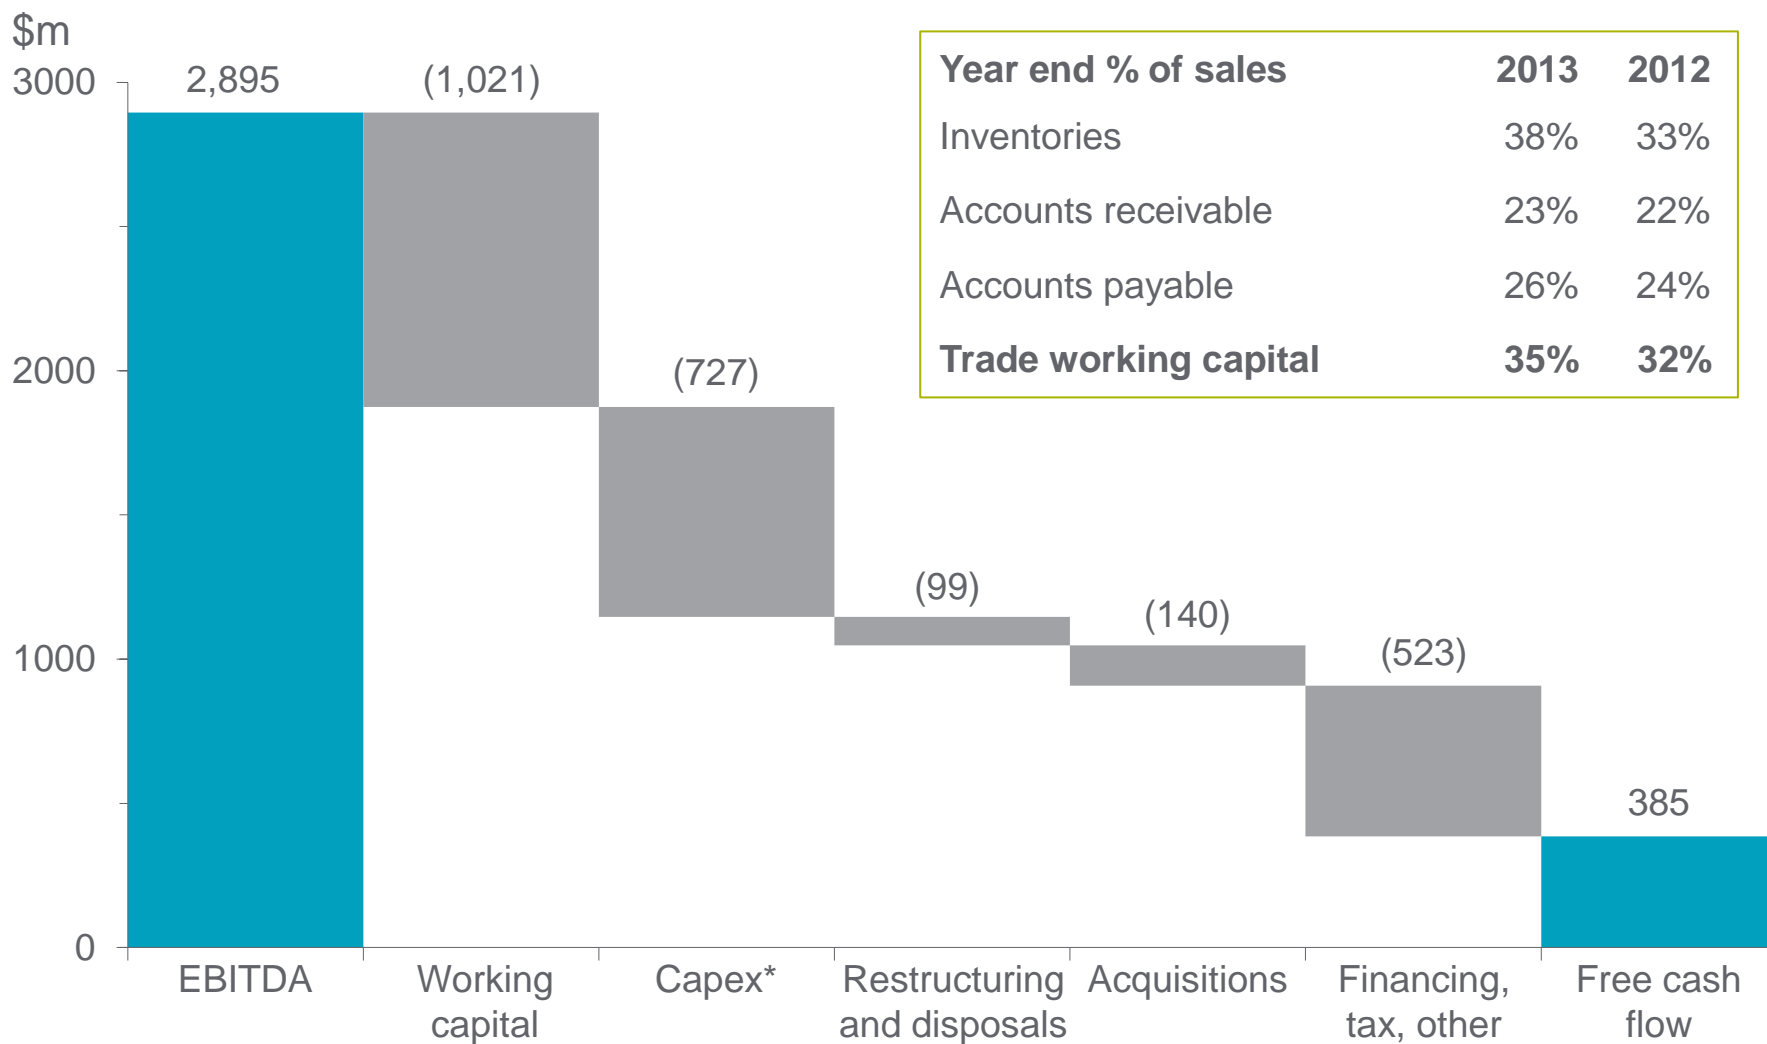 $m
3000
2000
1000
0
2,895
(1,021)
(727)
(99)
(140)
(523)
385
Year end % of sales 2013 2012
Inventories 38% 33%
Accounts receivable 23% 22%
Accounts payable 26% 24%
Trade working capital 35% 32%
EBITDA
Working
capital
Capex*
Restructuring
and disposals
Acquisitions
Financing,
tax, other
Free cash
flow